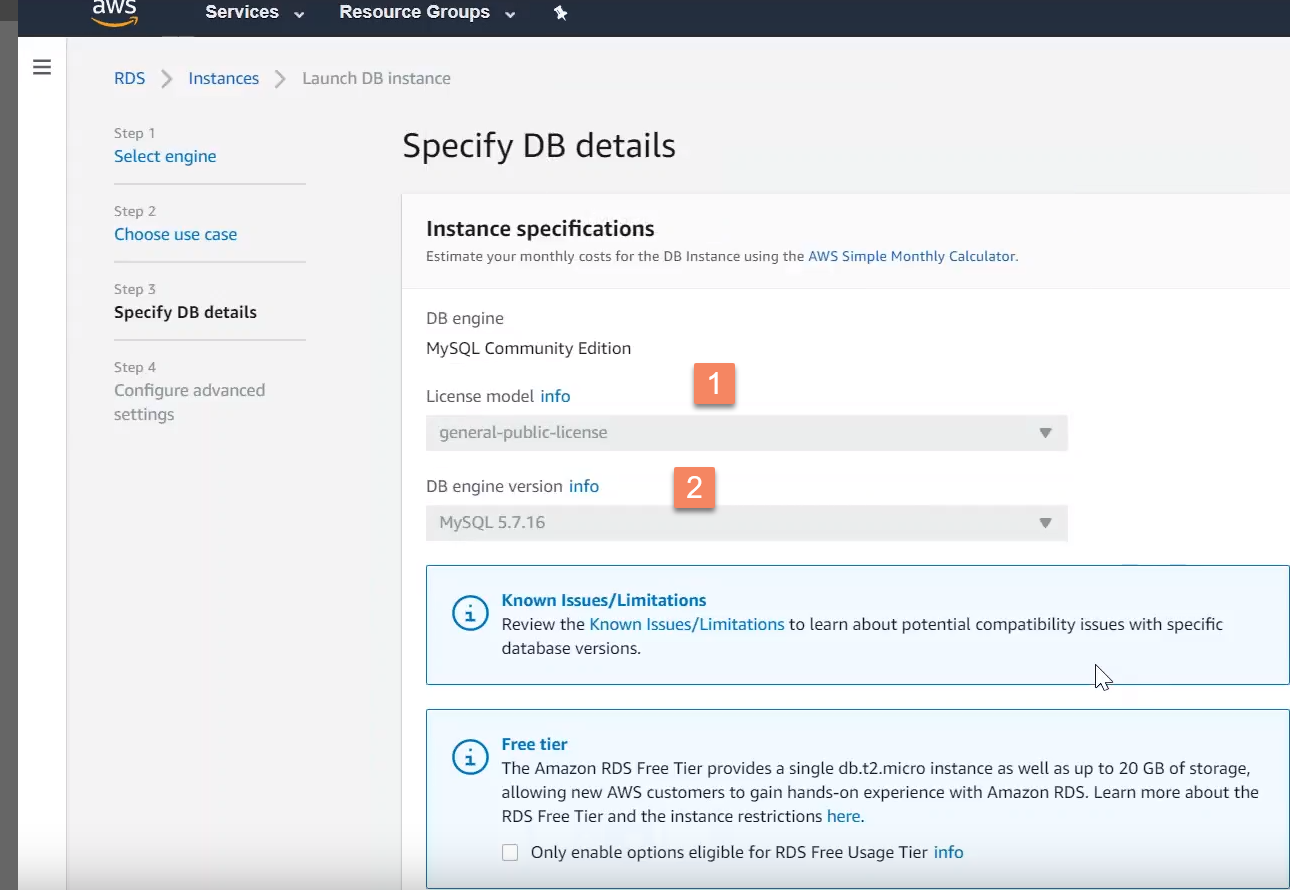 aws
Services
Resource Groups
RDS
Instances
Launch DB instance
Step 1
Select engine
Step 2
Choose use case
Step 3
Specify DB details
Step 4
Configure advanced
settings
Specify DB details
Instance specifications
Estimate your monthly costs for the DB Instance using the AWS Simple Monthly Calculator.
DB engine
MySQL Community Edition
1
License model info
general-public-license
2
DB engine version info
MySQL 5.7.16
Known Issues/Limitations
Review the Known Issues/Limitations to learn about potential compatibility issues with specific
database versions.
Free tier
The Amazon RDS Free Tier provides a single db.t2.micro instance as well as up to 20 GB of storage,
allowing new AWS customers to gain hands-on experience with Amazon RDS. Learn more about the
RDS Free Tier and the instance restrictions here.
Only enable options eligible for RDS Free Usage Tier info